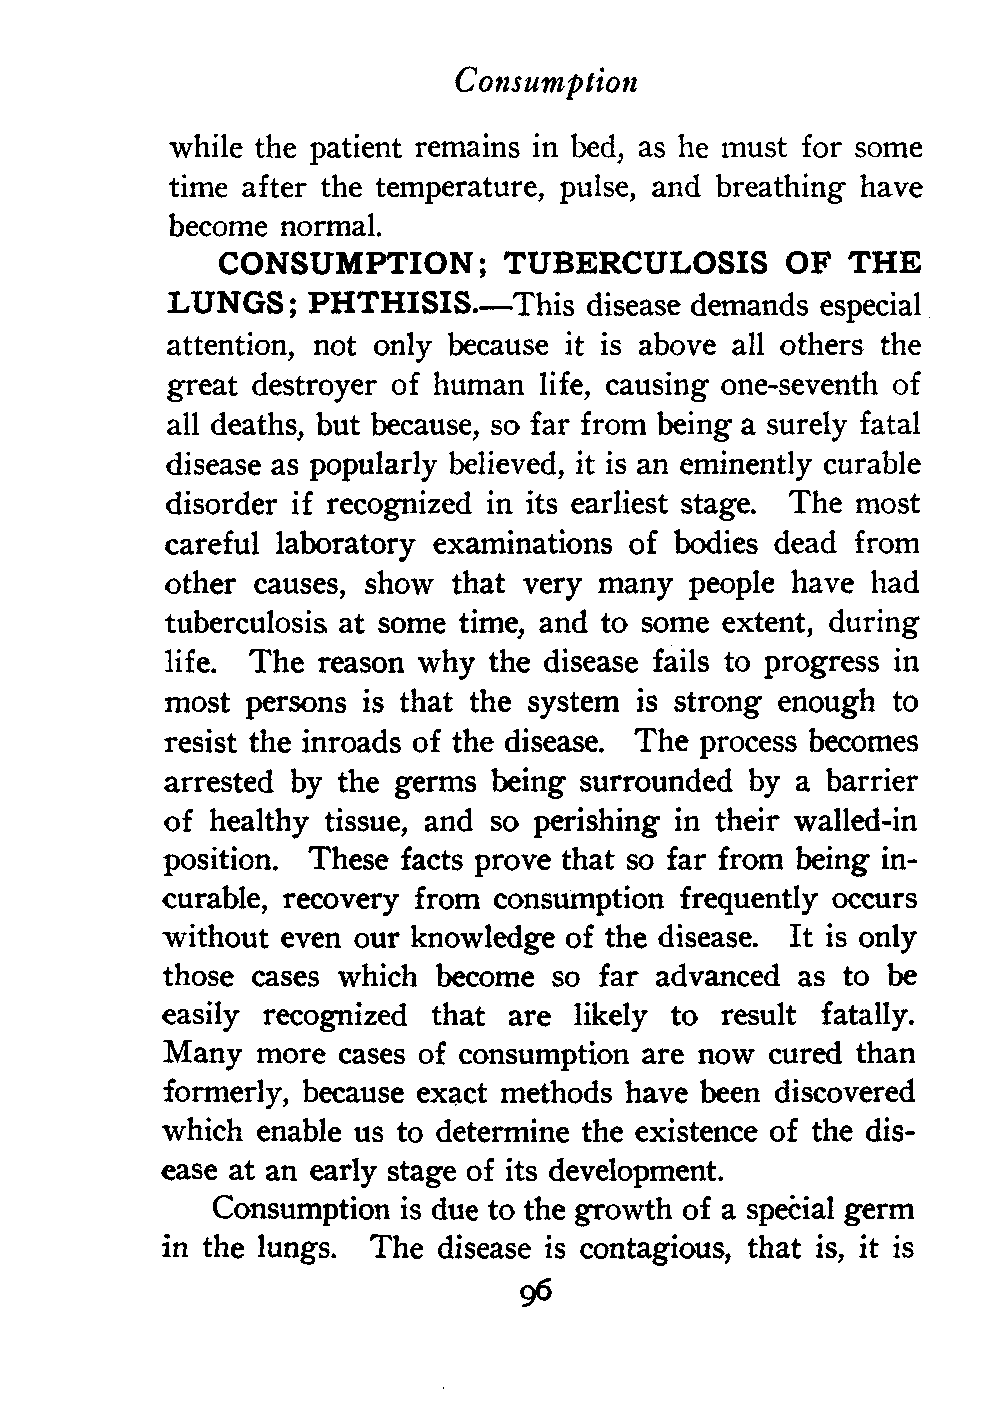 Consumption
while the patient remains in bed, as he must for some
time after the temperature, pulse, and breathing have
become normal.
CONSUMPTION; TUBERCULOSIS OF THE
LUNGS; PHTHISIS.—This disease demands especial
attention, not only because it is above all others the
great destroyer of human life, causing one-seventh of
all deaths, but because, so far from being a surely fatal
disease as popularly believed, it is an eminently curable
disorder if recognized in its earliest stage. The most
careful laboratory examinations of bodies dead from
other causes, show that very many people have had
tuberculosis at some time, and to some extent, during
life. The reason why the disease fails to progress in
most persons is that the system is strong enough to
resist the inroads of the disease. The process becomes
arrested by the germs being surrounded by a barrier
of healthy tissue, and so perishing in their walled-in
position. These facts prove that so far from being in-
curable, recovery from consumption frequently occurs
without even our knowledge of the disease. It is only
those cases which become so far advanced as to be
easily recognized that are likely to result fatally.
Many more cases of consumption are now cured than
formerly, because exact methods have been discovered
which enable us to determine the existence of the dis-
ease at an early stage of its development.
Consumption is due to the growth of a special germ
in the lungs. The disease is contagious, that is, it is
96